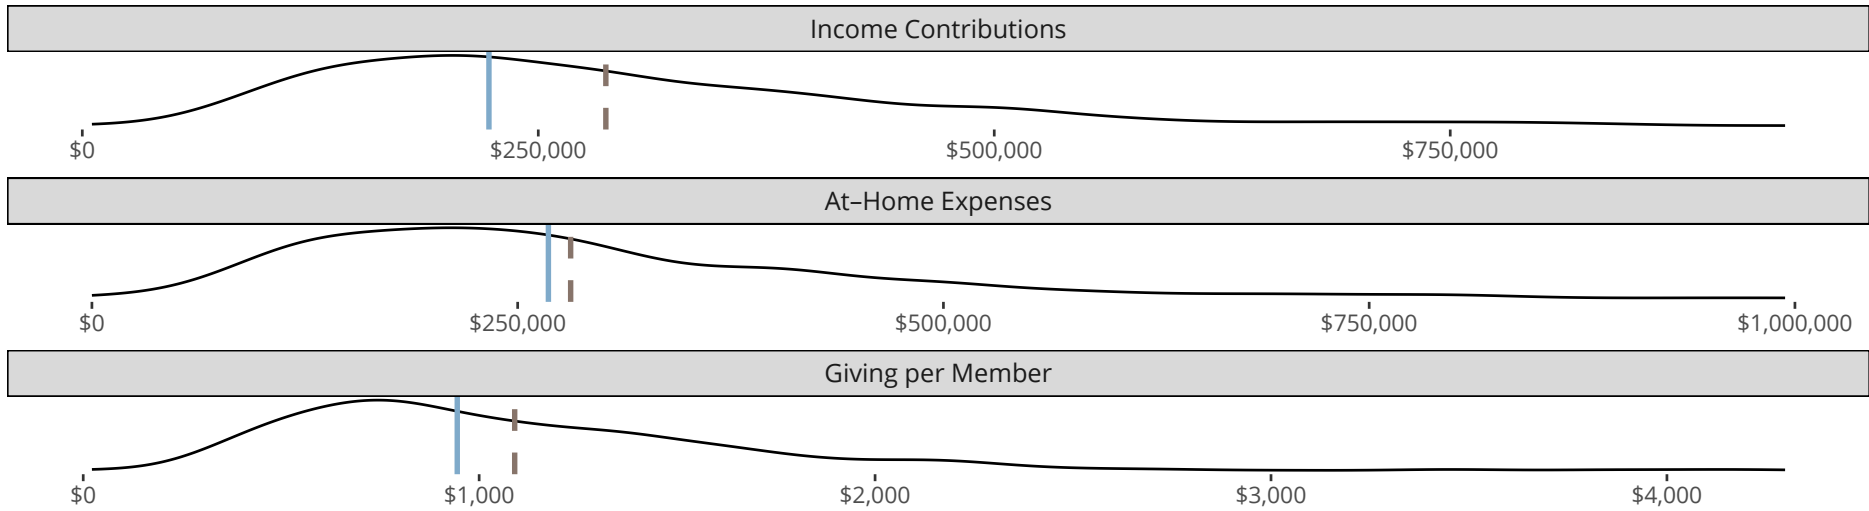 Income Contributions
$0 $250,000 $500,000 $750,000
At–Home Expenses
$0 $250,000 $500,000 $750,000 $1,000,000
Giving per Member
$0 $1,000 $2,000 $3,000 $4,000